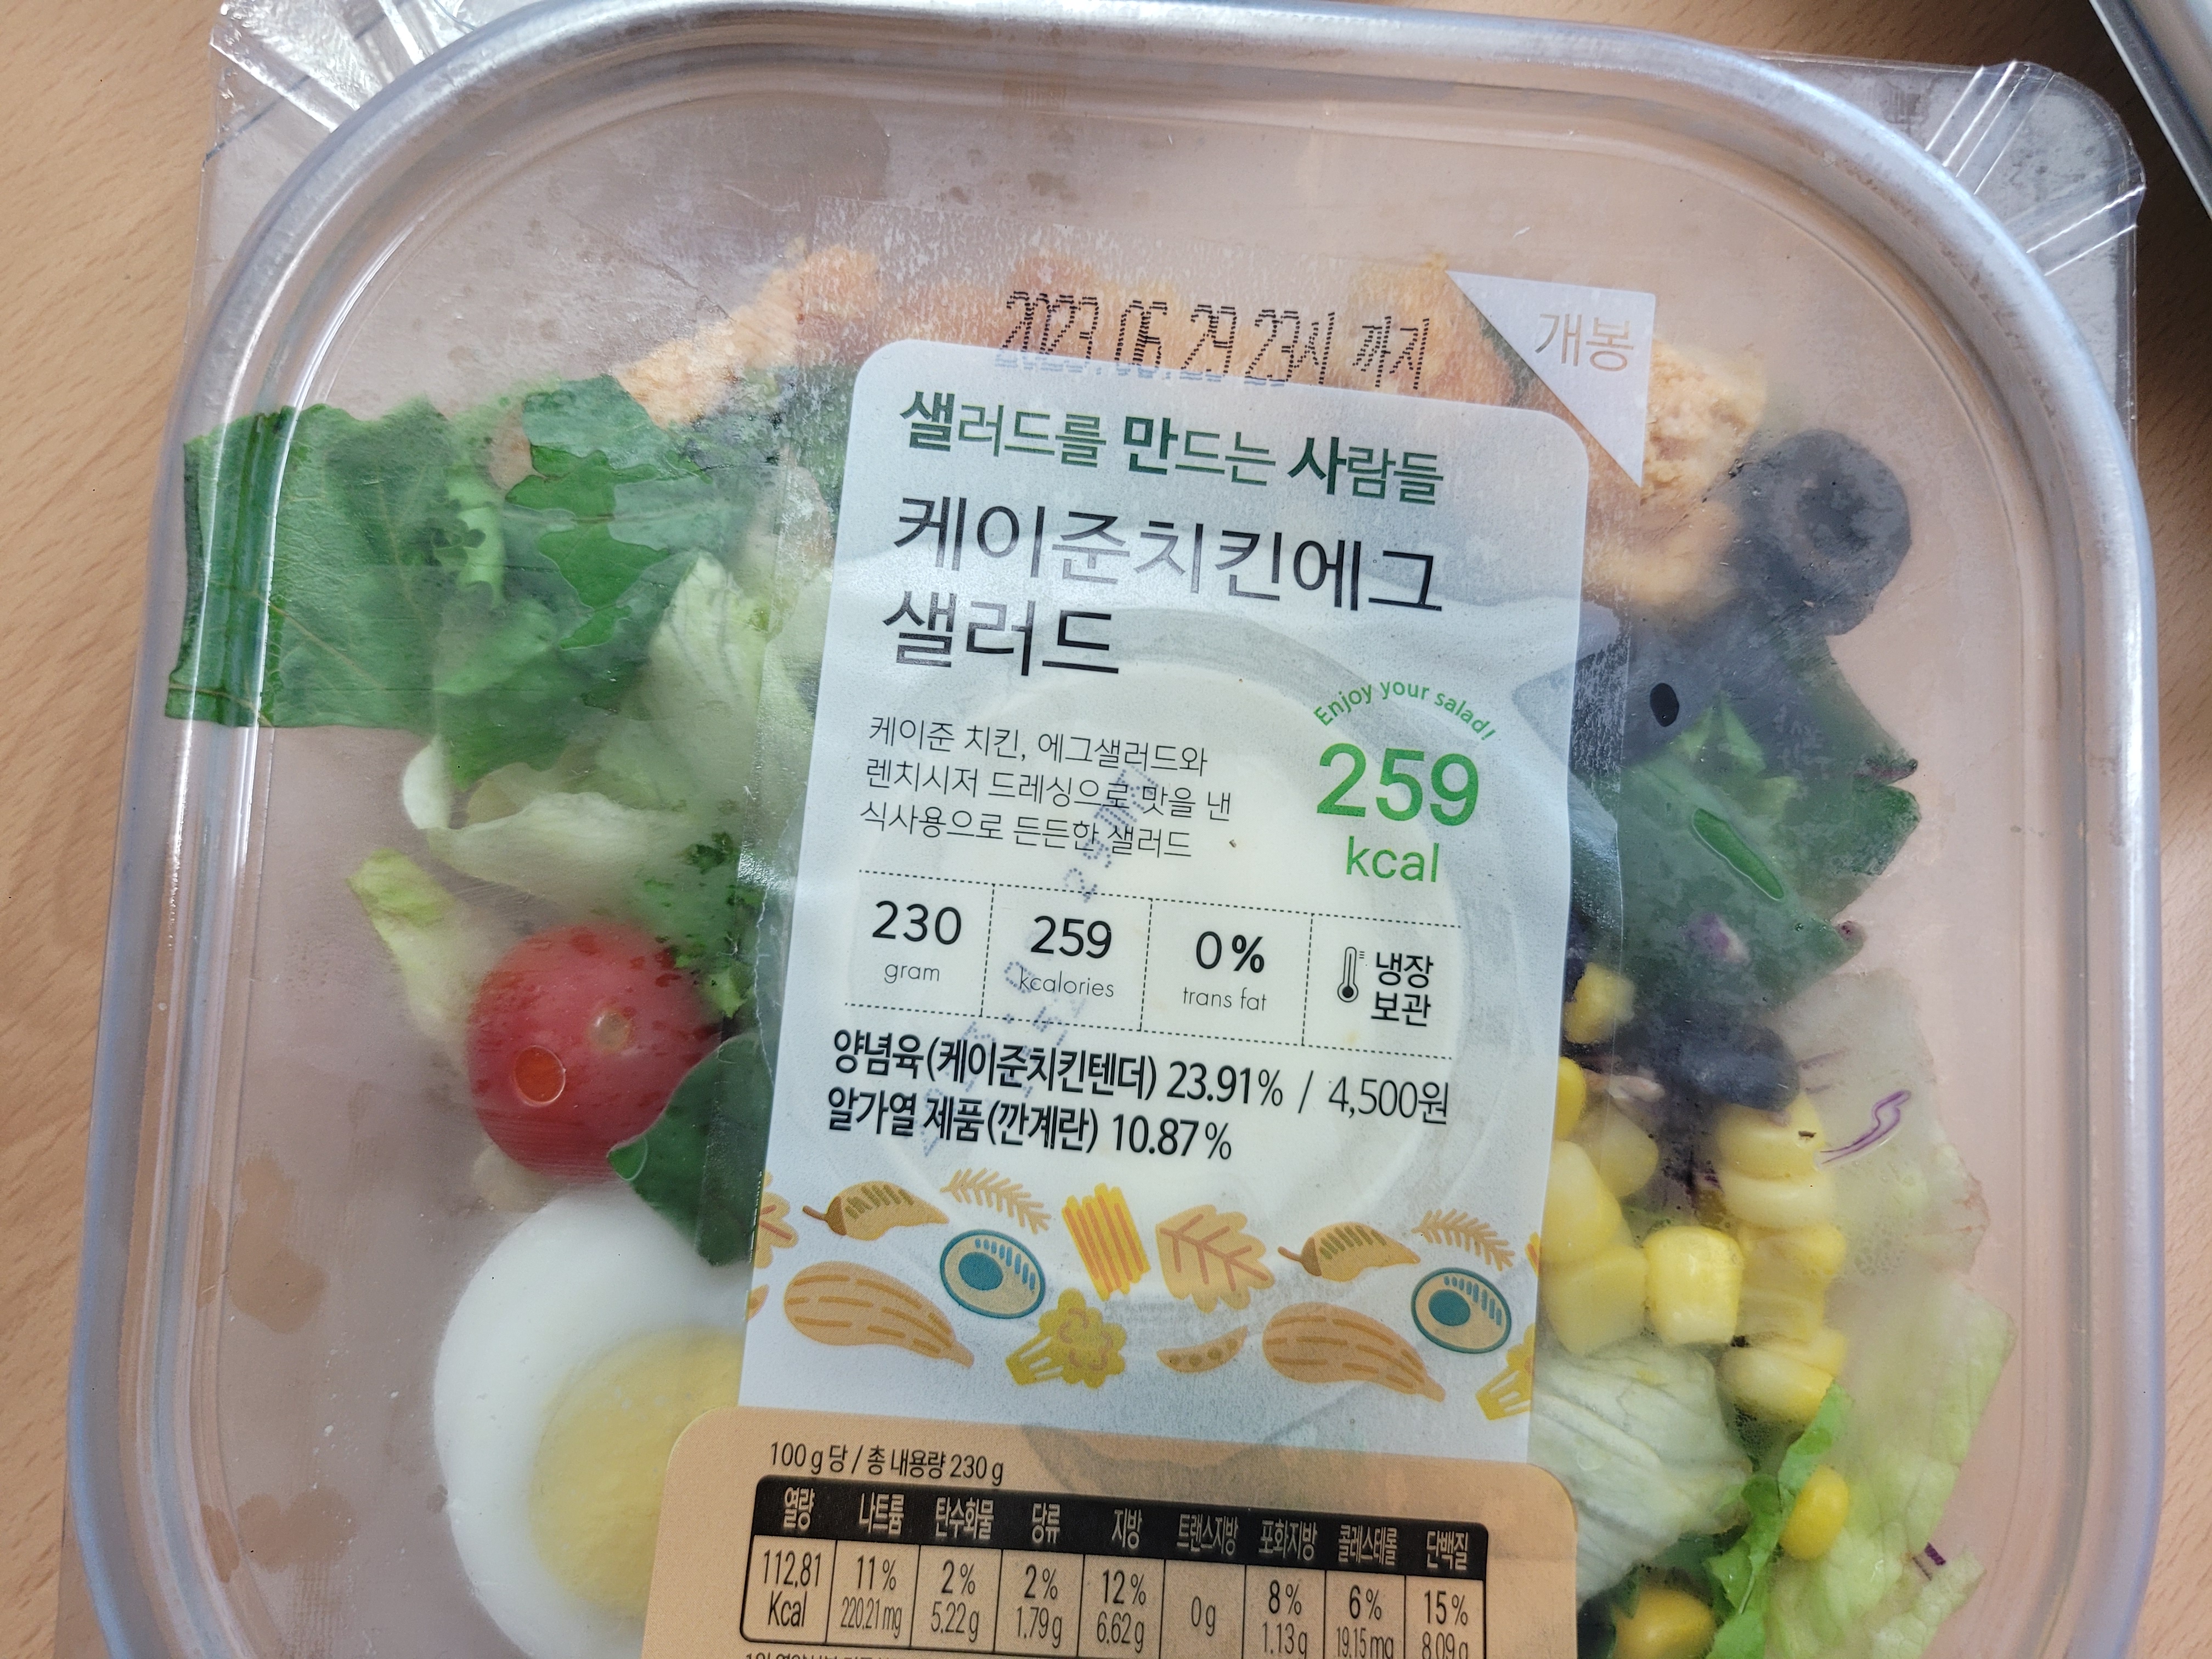 2023.06.29 23시 까지
개봉
샐러드를 만드는 사람들
케이준치킨에그
샐러드
케이준 치킨, 에그샐러드와
렌치시저 드레싱으로 맛을 낸
식사용으로 든든한 샐러드
Enjoy your salad!
259
kcal
230 259 0% 냉장
gram kcalories trans fat 보관
양념육(케이준치킨텐더) 23.91% / 4,500원
알가열 제품(깐계란) 10.87%
100 g 당 / 총 내용량 230 g
열량 나트륨 탄수화물 당류 지방 트랜스지방 포화지방 콜레스테롤 단백질
112.81 11% 2% 2% 12% 0g 8% 6% 15%
Kcal 220.21mg 5.22g 1.79g 6.62g 1.13g 19.15mg 8.09g